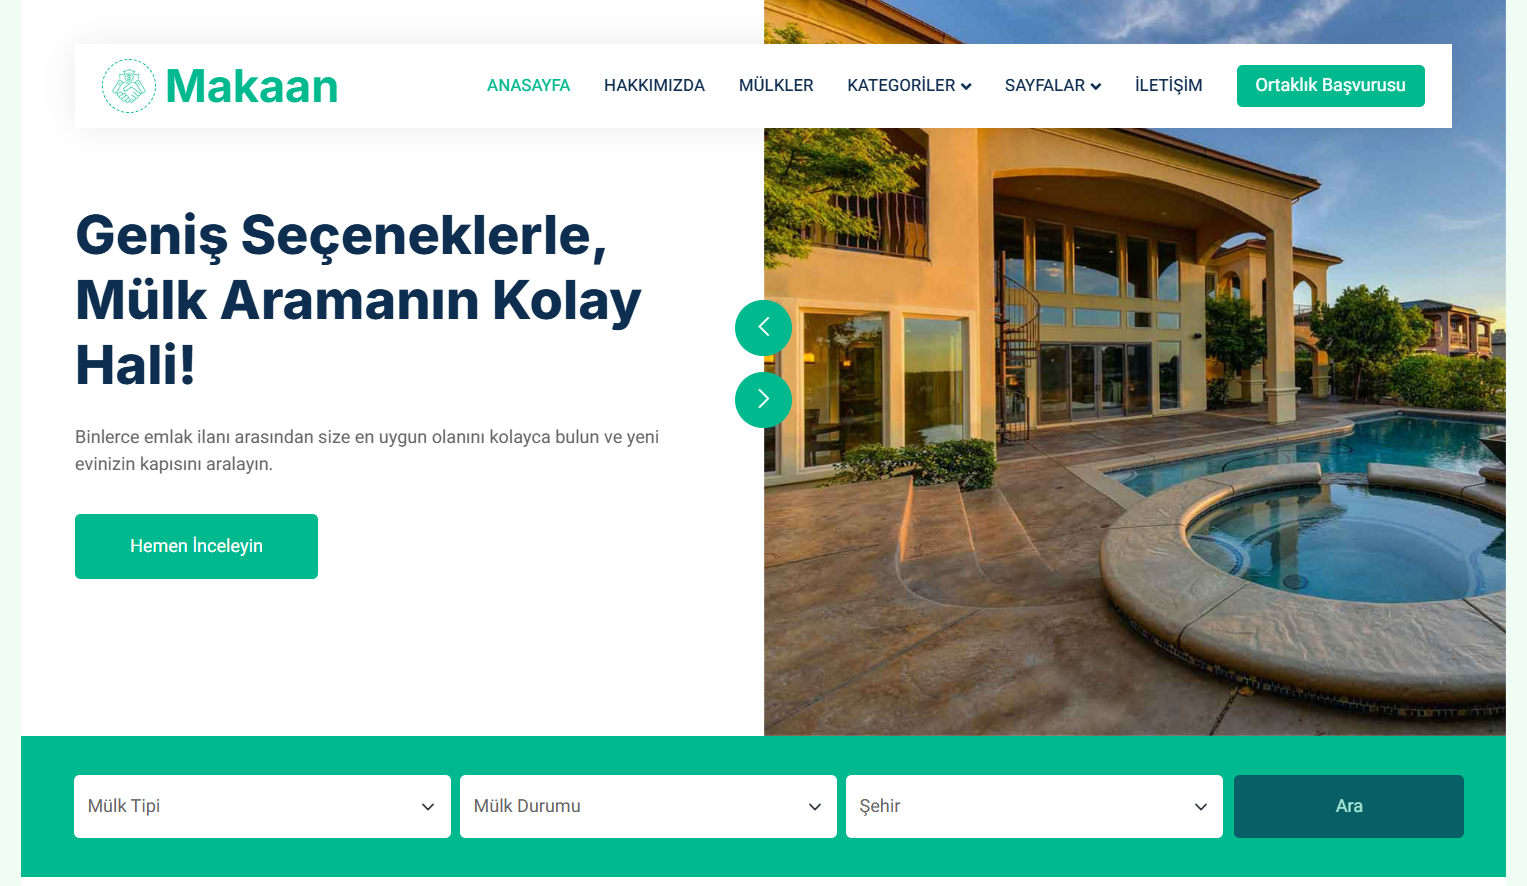 Makaan
ANASAYFA
HAKKIMIZDA
MÜLKLER
KATEGORİLER
SAYFALAR
İLETİŞİM
Ortaklık Başvurusu
Geniş Seçeneklerle,
Mülk Aramanın Kolay
Hali!
Binlerce emlak ilanı arasından size en uygun olanını kolayca bulun ve yeni
evinizin kapısını aralayın.
Hemen İnceleyin
Mülk Tipi
Mülk Durumu
Şehir
Ara